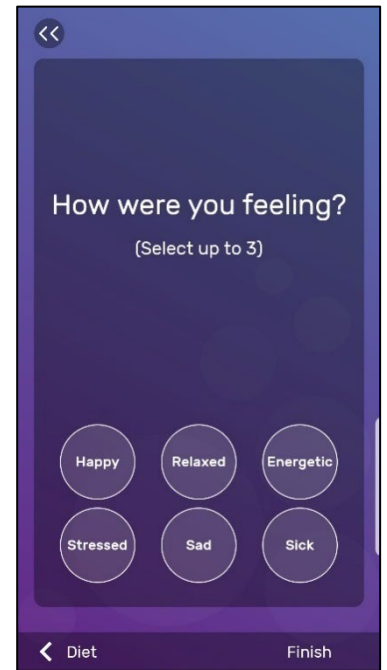 How were you feeling?
(Select up to 3)
Happy Relaxed Energetic
Stressed Sad Sick
Diet Finish